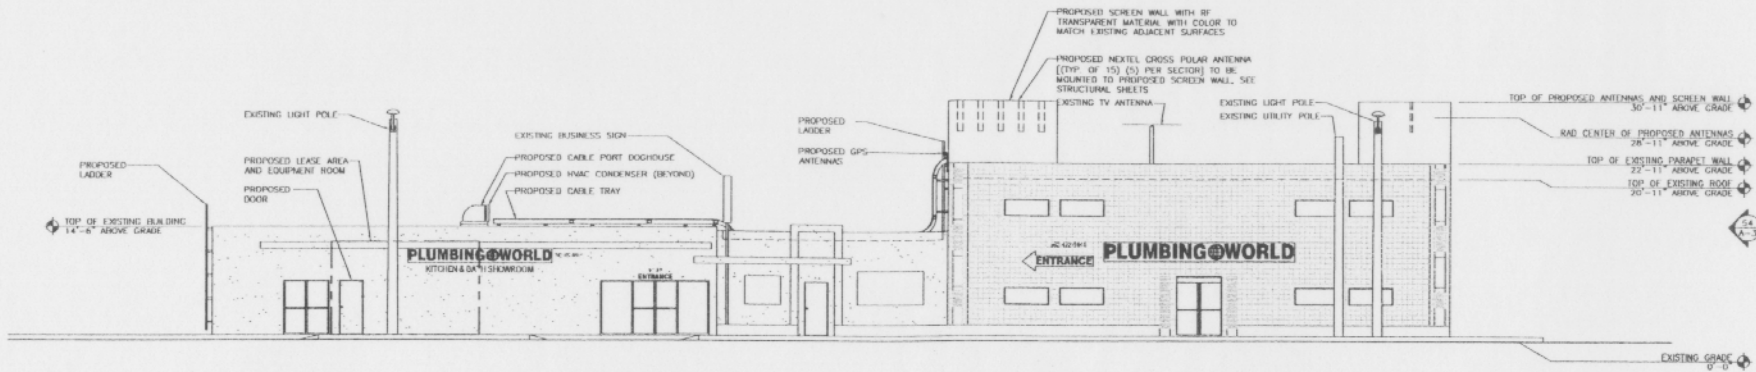 PROPOSED SCREEN WALL WITH RF
TRANSPARENT MATERIAL WITH COLOR TO
MATCH EXISTING ADJACENT SURFACES
PROPOSED NEXTEL CROSS POLAR ANTENNA
[(TYP. OF 15) (5) PER SECTOR] TO BE
MOUNTED TO PROPOSED SCREEN WALL, SEE
STRUCTURAL SHEETS
EXISTING TV ANTENNA
EXISTING LIGHT POLE
EXISTING UTILITY POLE
TOP OF PROPOSED ANTENNAS AND SCREEN WALL
30'-11" ABOVE GRADE
RAD CENTER OF PROPOSED ANTENNAS
28'-11" ABOVE GRADE
TOP OF EXISTING PARAPET WALL
22'-11" ABOVE GRADE
TOP OF EXISTING ROOF
20'-11" ABOVE GRADE
EXISTING LIGHT POLE
EXISTING BUSINESS SIGN
PROPOSED
LADDER
PROPOSED GPS
ANTENNAS
PROPOSED
LADDER
PROPOSED LEASE AREA
AND EQUIPMENT ROOM
PROPOSED
DOOR
PROPOSED CABLE PORT DOGHOUSE
PROPOSED HVAC CONDENSER (BEYOND)
PROPOSED CABLE TRAY
TOP OF EXISTING BUILDING
14'-6" ABOVE GRADE
PLUMBING WORLD
KITCHEN & BATH SHOWROOM
ENTRANCE
ENTRANCE
PLUMBING WORLD
A-3
EXISTING GRADE
0'-0"